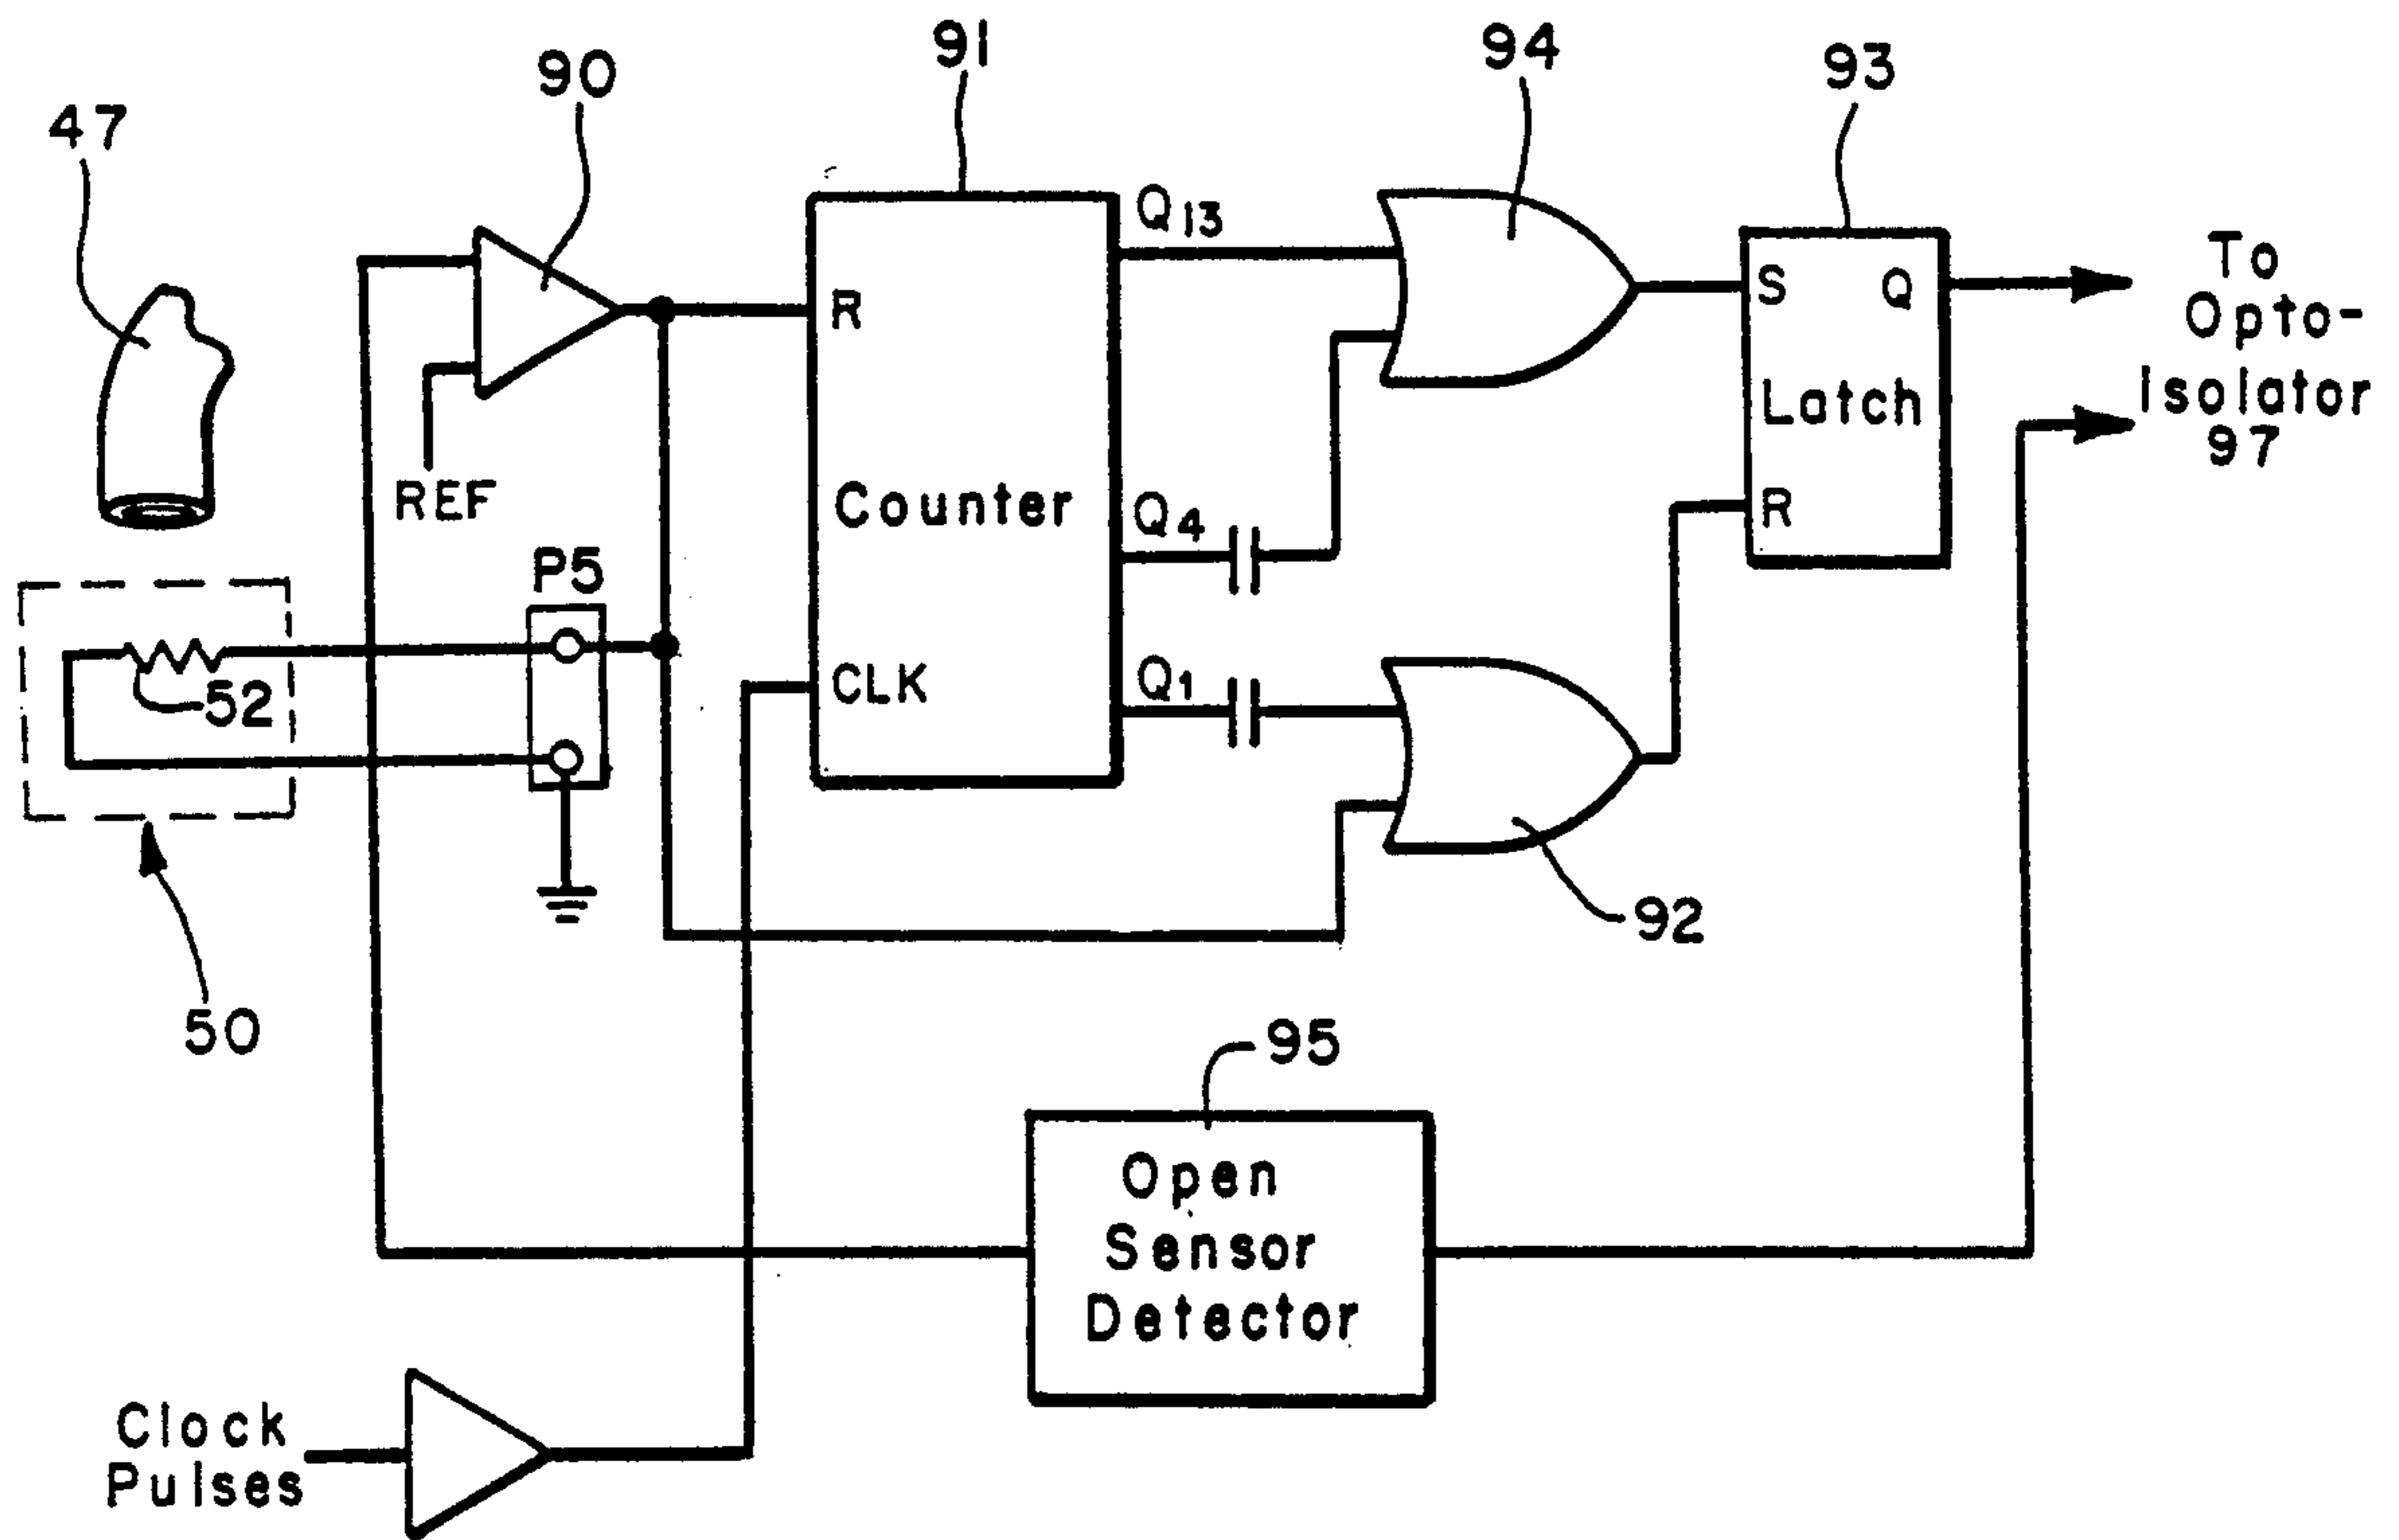 47
90
91
94
93
REF
R
Counter
CLK
Q13
Q4
Q1
S
Q
Latch
R
To
Opto-
isolator
97
P5
52
50
92
95
Open
Sensor
Detector
Clock
Pulses